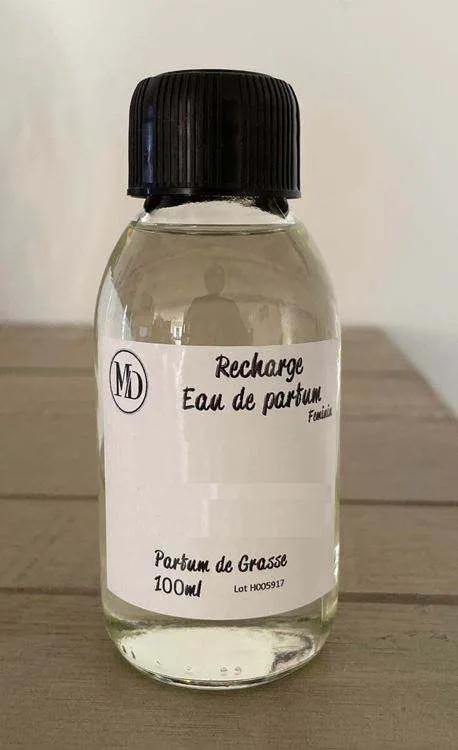 MD
Recharge
Eau de parfum
Feminin
Parfum de Grasse
100ml
Lot H005917